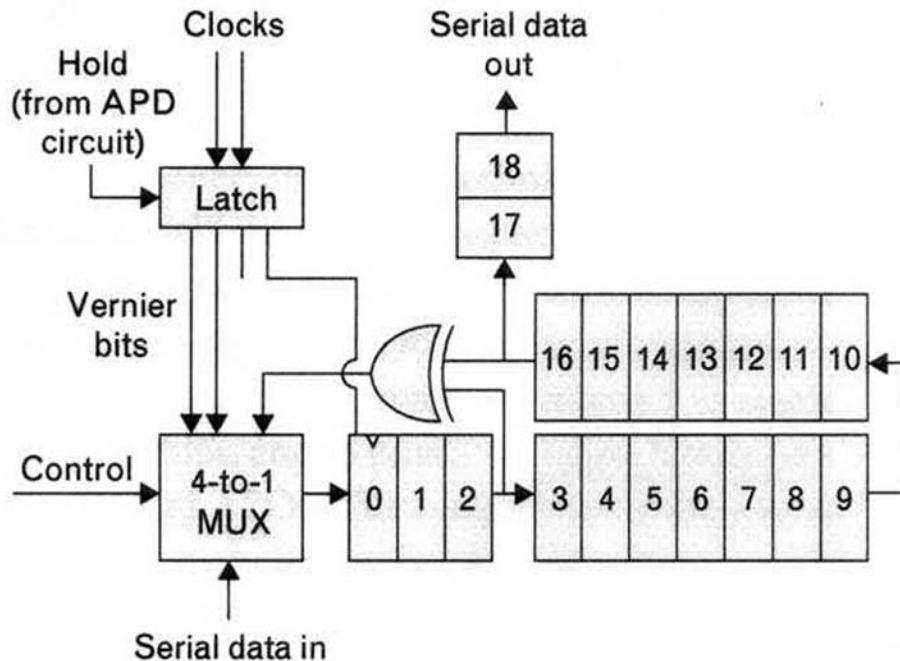 Clocks
Serial data
out
Hold
(from APD
circuit)
Latch
18
17
Vernier
bits
16 15 14 13 12 11 10
Control
4-to-1
MUX
0 1 2
3 4 5 6 7 8 9
Serial data in